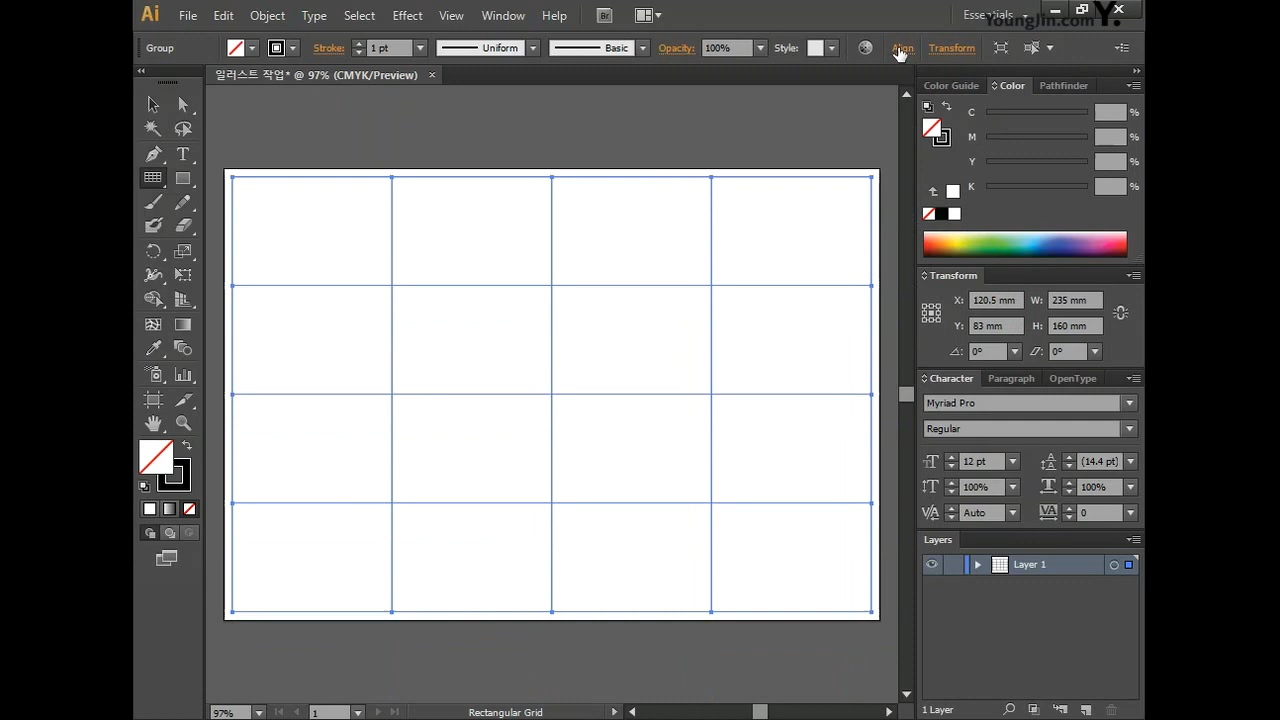 Ai File Edit Object Type Select Effect View Window Help Br Essentials
YoungJin.com Y.
Group Stroke: 1 pt Uniform Basic Opacity: 100% Style: Align Transform
일러스트 작업* @ 97% (CMYK/Preview) ×
Color Guide Color Pathfinder
C %
M %
Y %
K %
Transform
X: 120.5 mm W: 235 mm
Y: 83 mm H: 160 mm
0° 0°
Character Paragraph OpenType
Myriad Pro
Regular
12 pt (14.4 pt)
100% 100%
Auto 0
Layers
Layer 1
1 Layer
97% 1 Rectangular Grid